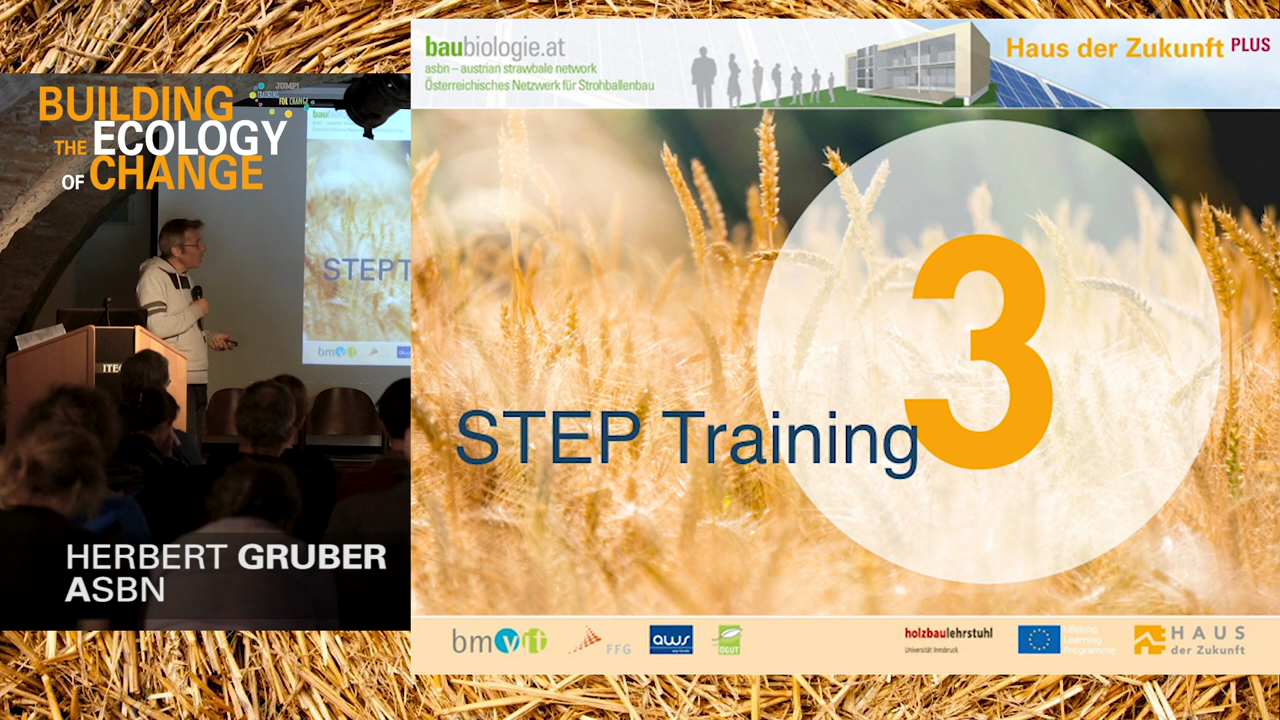 BUILDING
THE ECOLOGY
OF CHANGE
JUMP!
TRAINING
FOR CHANGE
STEP T
bmvit
ITEC
HERBERT GRUBER
ASBN
baubiologie.at
asbn – austrian strawbale network
Österreichisches Netzwerk für Strohballenbau
Haus der Zukunft PLUS
3
STEP Training
bmvit
FFG
aws
ÖGUT
holzbaulehrstuhl
Universität Innsbruck
Lifelong
Learning
Programme
HAUS
der Zukunft